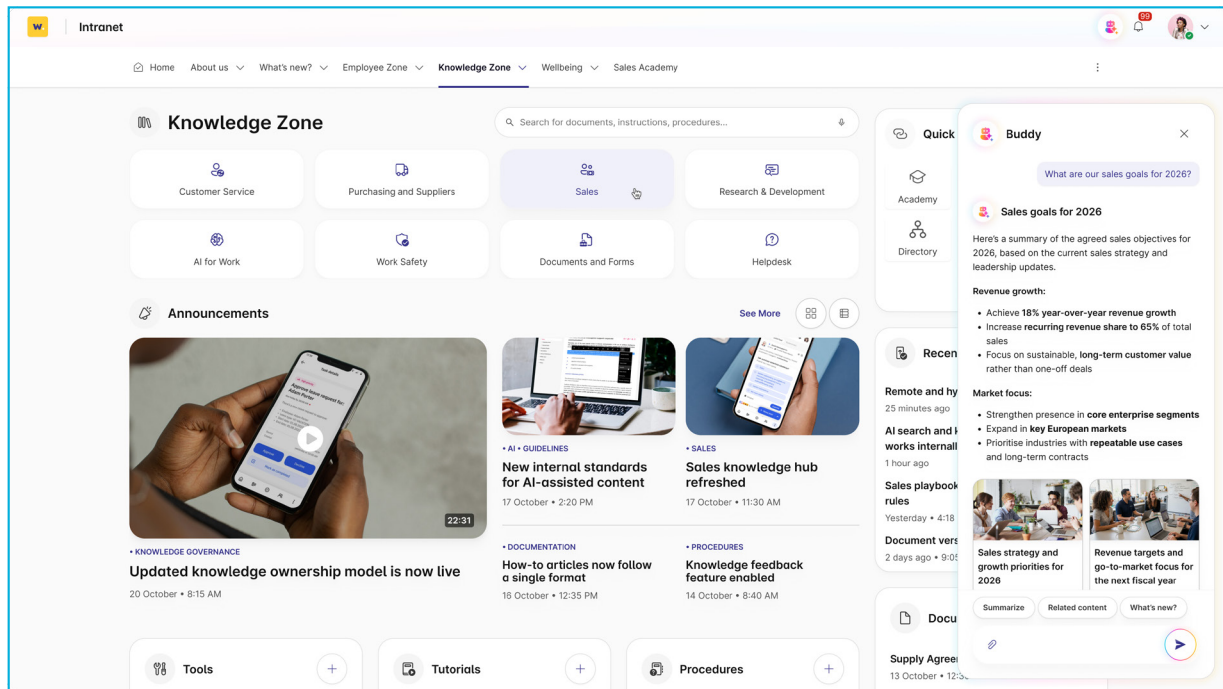 w.
Intranet
99
Home
About us
What's new?
Employee Zone
Knowledge Zone
Wellbeing
Sales Academy
Knowledge Zone
Search for documents, instructions, procedures...
Customer Service
Purchasing and Suppliers
Sales
Research & Development
AI for Work
Work Safety
Documents and Forms
Helpdesk
Announcements
See More
22:31
• KNOWLEDGE GOVERNANCE
Updated knowledge ownership model is now live
20 October • 8:15 AM
• AI • GUIDELINES
New internal standards
for AI-assisted content
17 October • 2:20 PM
• SALES
Sales knowledge hub
refreshed
17 October • 11:30 AM
• DOCUMENTATION
How-to articles now follow
a single format
16 October • 12:35 PM
• PROCEDURES
Knowledge feedback
feature enabled
14 October • 8:40 AM
Tools
Tutorials
Procedures
Quick
Academy
Directory
Recen
Remote and hy
25 minutes ago
AI search and
works internall
1 hour ago
Sales playbook
rules
Yesterday • 4:18
Document vers
2 days ago • 9:05
Docu
Supply Agree
13 October • 12:3
Buddy
What are our sales goals for 2026?
Sales goals for 2026
Here's a summary of the agreed sales objectives for
2026, based on the current sales strategy and
leadership updates.
Revenue growth:
• Achieve 18% year-over-year revenue growth
• Increase recurring revenue share to 65% of total
sales
• Focus on sustainable, long-term customer value
rather than one-off deals
Market focus:
• Strengthen presence in core enterprise segments
• Expand in key European markets
• Prioritise industries with repeatable use cases
and long-term contracts
Sales strategy and
growth priorities for
2026
Revenue targets and
go-to-market focus for
the next fiscal year
Summarize
Related content
What's new?